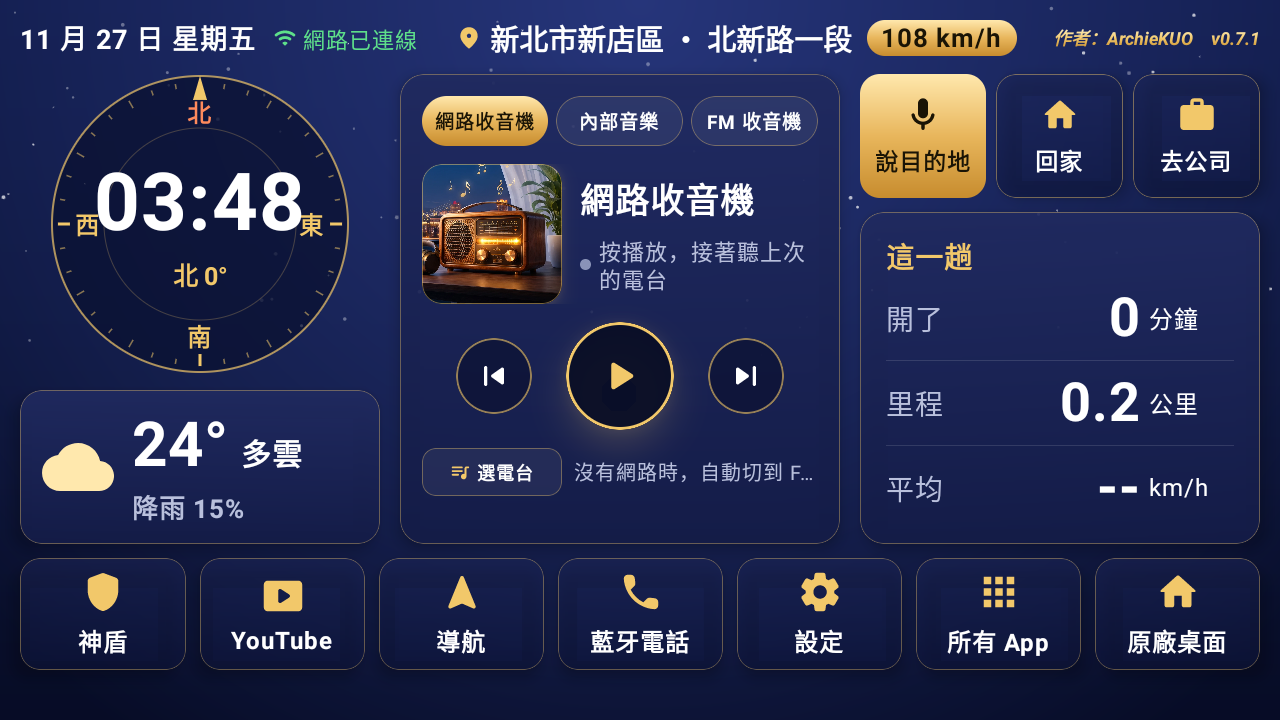 11 月 27 日 星期五
網路已連線
新北市新店區 • 北新路一段
108 km/h
作者：ArchieKUO v0.7.1
北
03:48
西
東
北 0°
南
24° 多雲
降雨 15%
網路收音機
內部音樂
FM 收音機
網路收音機
按播放，接著聽上次
的電台
選電台
沒有網路時，自動切到 F...
說目的地
回家
去公司
這一趟
開了 0 分鐘
里程 0.2 公里
平均 -- km/h
神盾
YouTube
導航
藍牙電話
設定
所有 App
原廠桌面